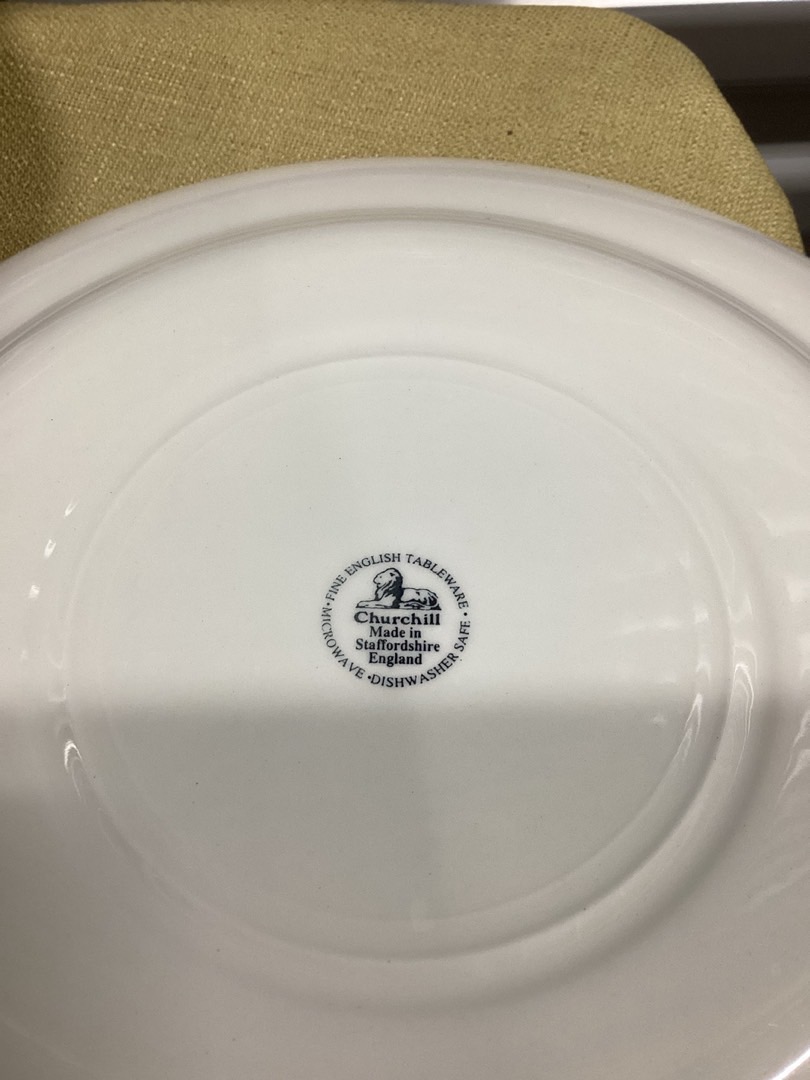 • FINE ENGLISH TABLEWARE •
Churchill
Made in
Staffordshire
England
MICROWAVE • DISHWASHER SAFE